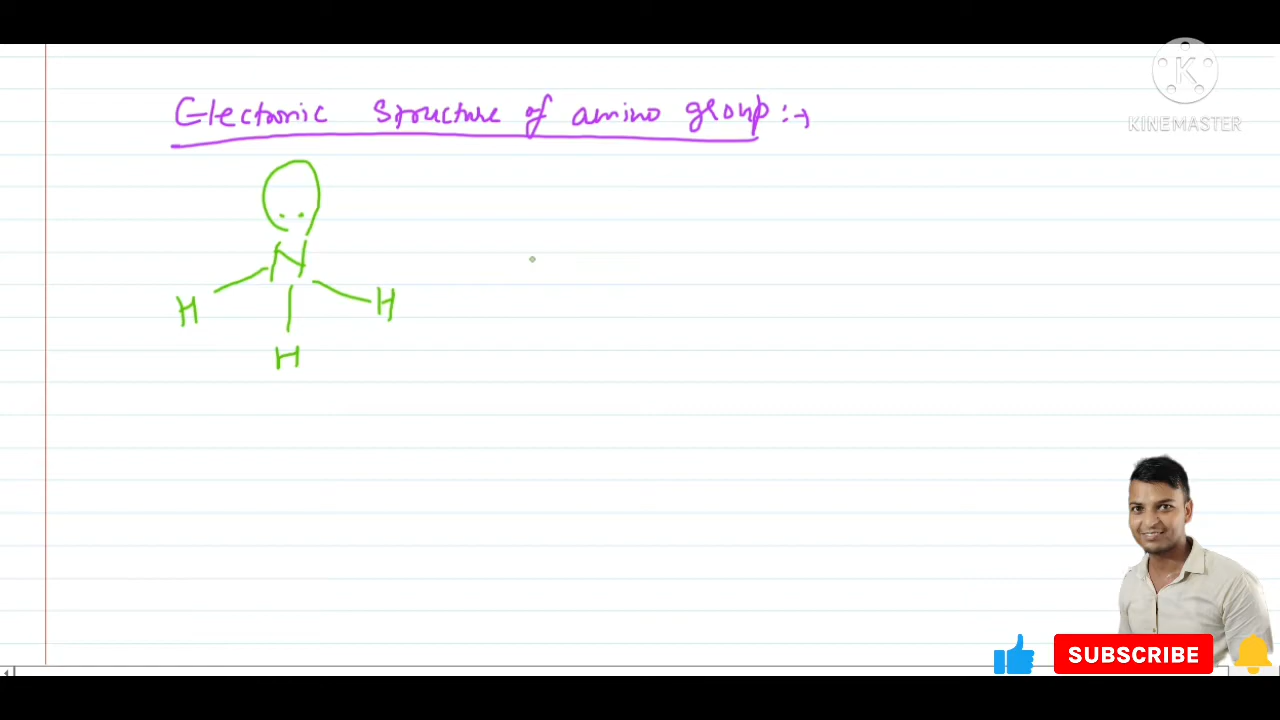 Electronic Structure of amino group :→
K
KINEMASTER
N
H H
H
SUBSCRIBE